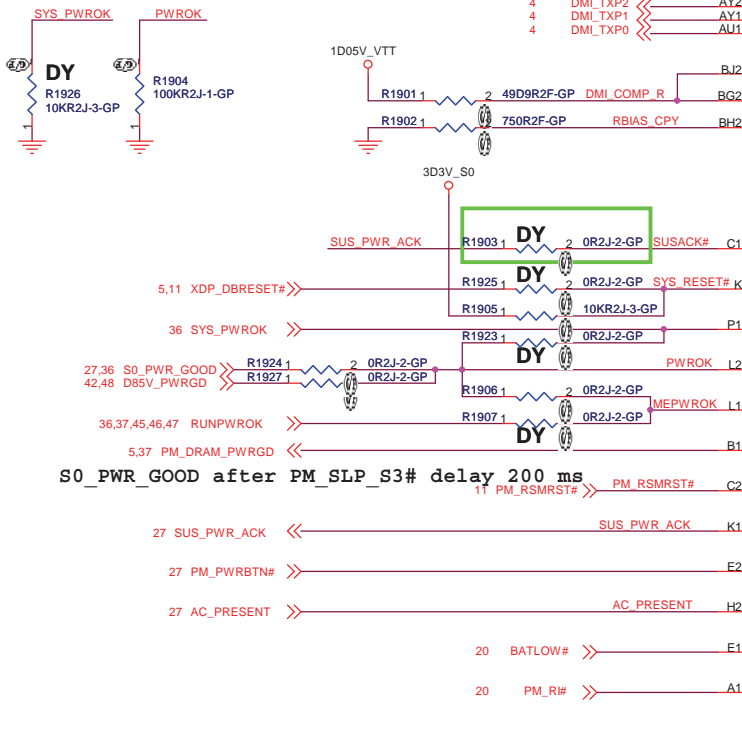 4 DMI_TXP2 AY2
4 DMI_TXP1 AY1
4 DMI_TXP0 AU1
SYS_PWROK PWROK
DY
R1926
10KR2J-3-GP
1
R1904
100KR2J-1-GP
1
1D05V_VTT
R1901 1 2 49D9R2F-GP DMI_COMP_R BJ2
BG2
R1902 1 2 750R2F-GP RBIAS_CPY BH2
3D3V_S0
SUS_PWR_ACK R1903 1 DY 2 0R2J-2-GP SUSACK# C1
5,11 XDP_DBRESET# R1925 1 DY 2 0R2J-2-GP SYS_RESET# K
R1905 1 10KR2J-3-GP
36 SYS_PWROK P1
R1923 1 DY 2 0R2J-2-GP
27,36 S0_PWR_GOOD R1924 1 2 0R2J-2-GP PWROK L2
42,48 D85V_PWRGD R1927 1 0R2J-2-GP
R1906 1 2 0R2J-2-GP MEPWROK L1
36,37,45,46,47 RUNPWROK R1907 1 DY 0R2J-2-GP
5,37 PM_DRAM_PWRGD B1
S0_PWR_GOOD after PM_SLP_S3# delay 200 ms
11 PM_RSMRST# PM_RSMRST# C2
27 SUS_PWR_ACK SUS_PWR_ACK K1
27 PM_PWRBTN# E2
27 AC_PRESENT AC_PRESENT H2
20 BATLOW# E1
20 PM_RI# A1